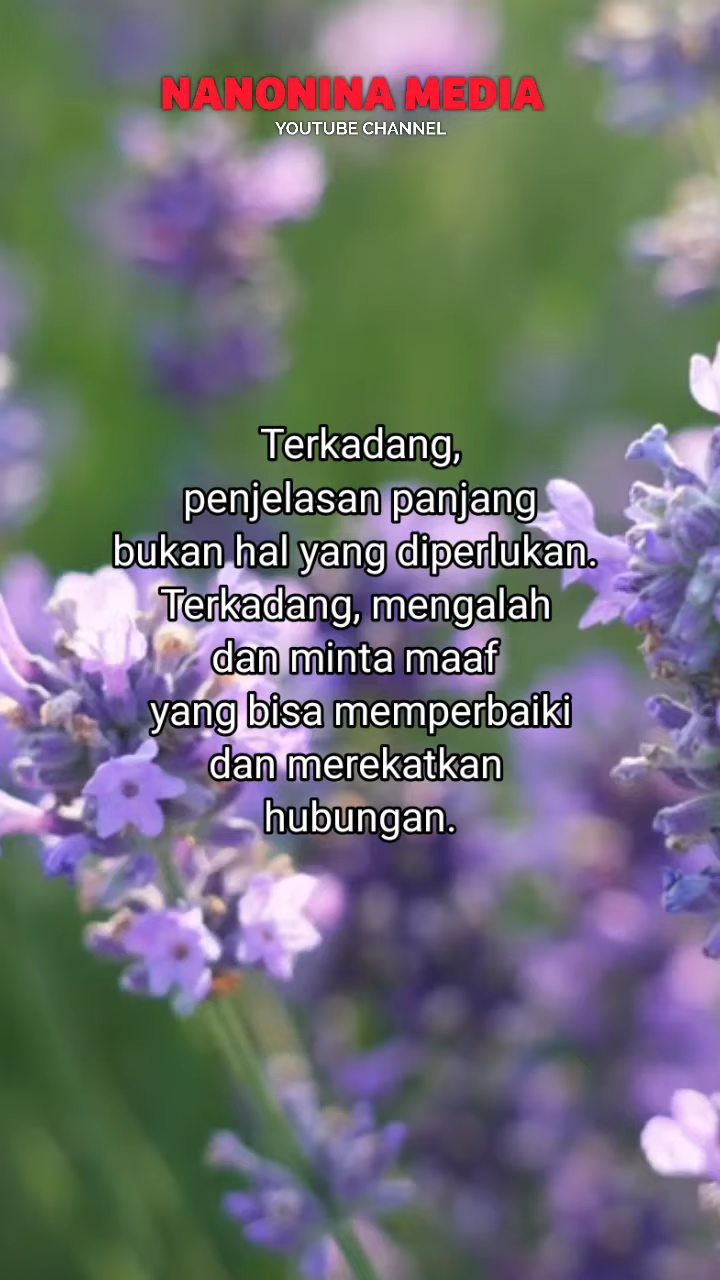 NANONINA MEDIA
YOUTUBE CHANNEL
Terkadang,
penjelasan panjang
bukan hal yang diperlukan.
Terkadang, mengalah
dan minta maaf
yang bisa memperbaiki
dan merekatkan
hubungan.